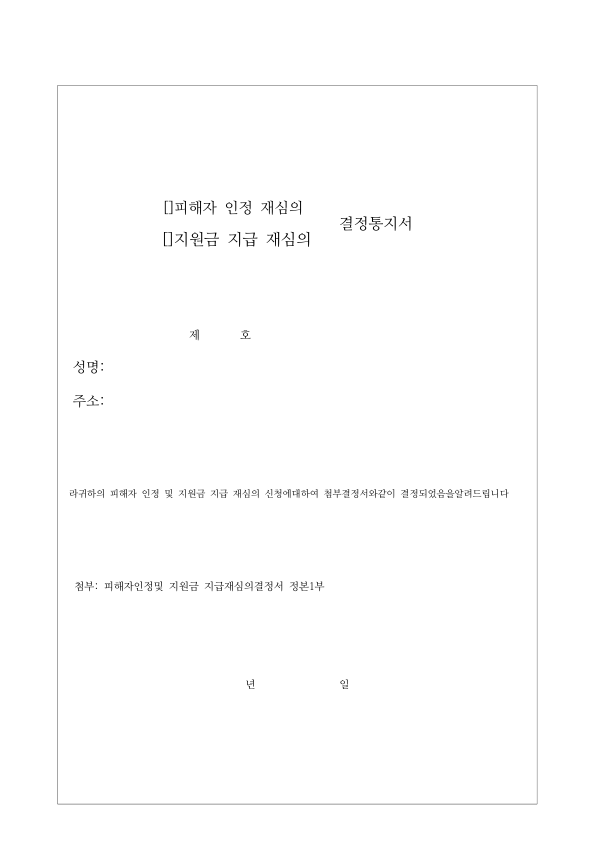 []피해자 인정 재심의
결정통지서
[]지원금 지급 재심의
제 호
성명:
주소:
라귀하의 피해자 인정 및 지원금 지급 재심의 신청에대하여 첨부결정서와같이 결정되었음을알려드립니다
첨부: 피해자인정및 지원금 지급재심의결정서 정본1부
년 일